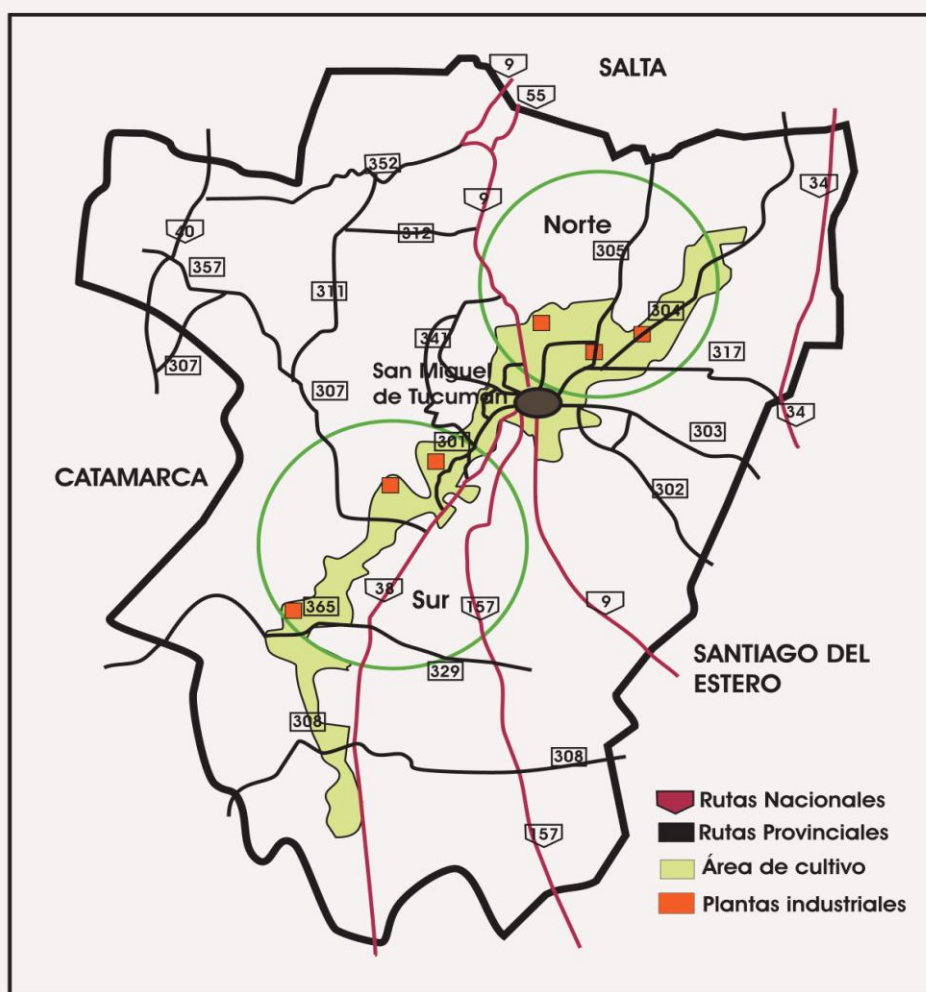 9
SALTA
55
352
34
9
Norte
40
312
305
357
311
304
341
317
307
San Miguel
de Tucumán
307
34
301
303
CATAMARCA
302
38
365
Sur
157
9
SANTIAGO DEL
ESTERO
329
308
308
Rutas Nacionales
157
Rutas Provinciales
Área de cultivo
Plantas industriales